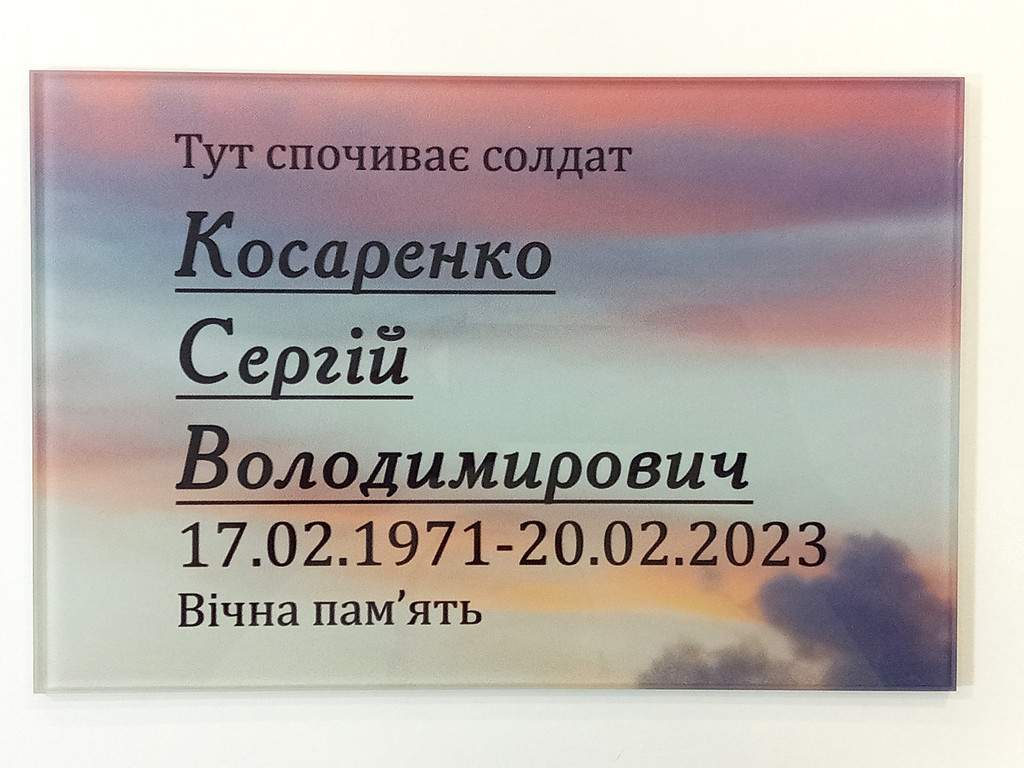 Тут спочиває солдат
Косаренко
Сергій
Володимирович
17.02.1971-20.02.2023
Вічна пам’ять